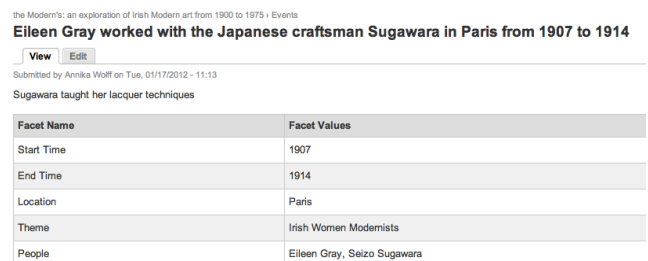 the Modern's: an exploration of Irish Modern art from 1900 to 1975 › Events
Eileen Gray worked with the Japanese craftsman Sugawara in Paris from 1907 to 1914
View Edit
Submitted by Annika Wolff on Tue, 01/17/2012 - 11:13
Sugawara taught her lacquer techniques
Facet Name Facet Values
Start Time 1907
End Time 1914
Location Paris
Theme Irish Women Modernists
People Eileen Gray, Seizo Sugawara